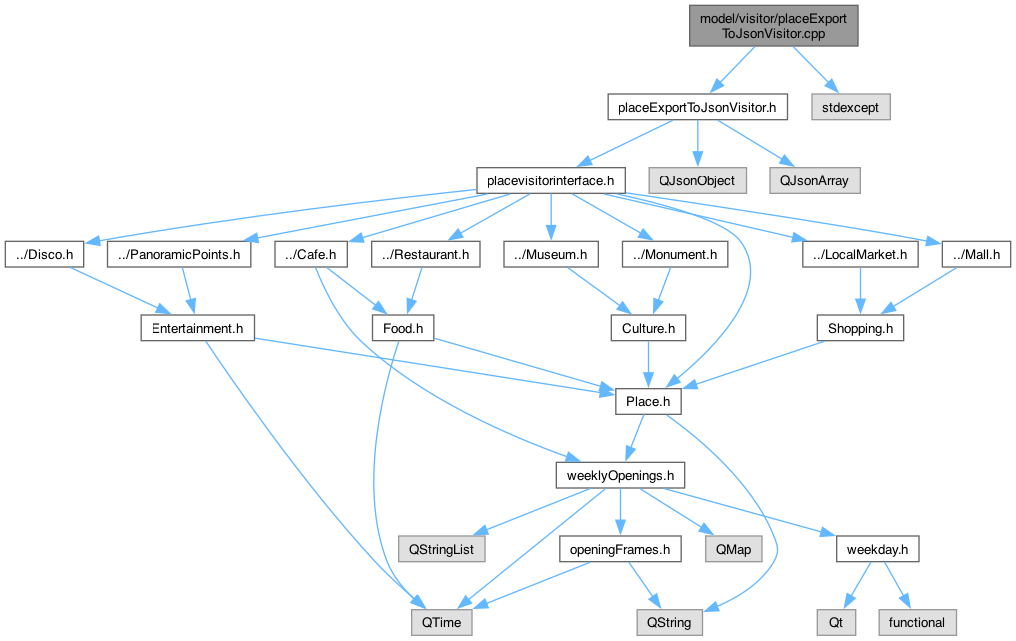 model/visitor/placeExport
ToJsonVisitor.cpp
placeExportToJsonVisitor.h
stdexcept
placevisitorinterface.h
QJsonObject
QJsonArray
../Disco.h
../PanoramicPoints.h
../Cafe.h
../Restaurant.h
../Museum.h
../Monument.h
../LocalMarket.h
../Mall.h
Entertainment.h
Food.h
Culture.h
Shopping.h
Place.h
weeklyOpenings.h
QStringList
openingFrames.h
QMap
weekday.h
QTime
QString
Qt
functional